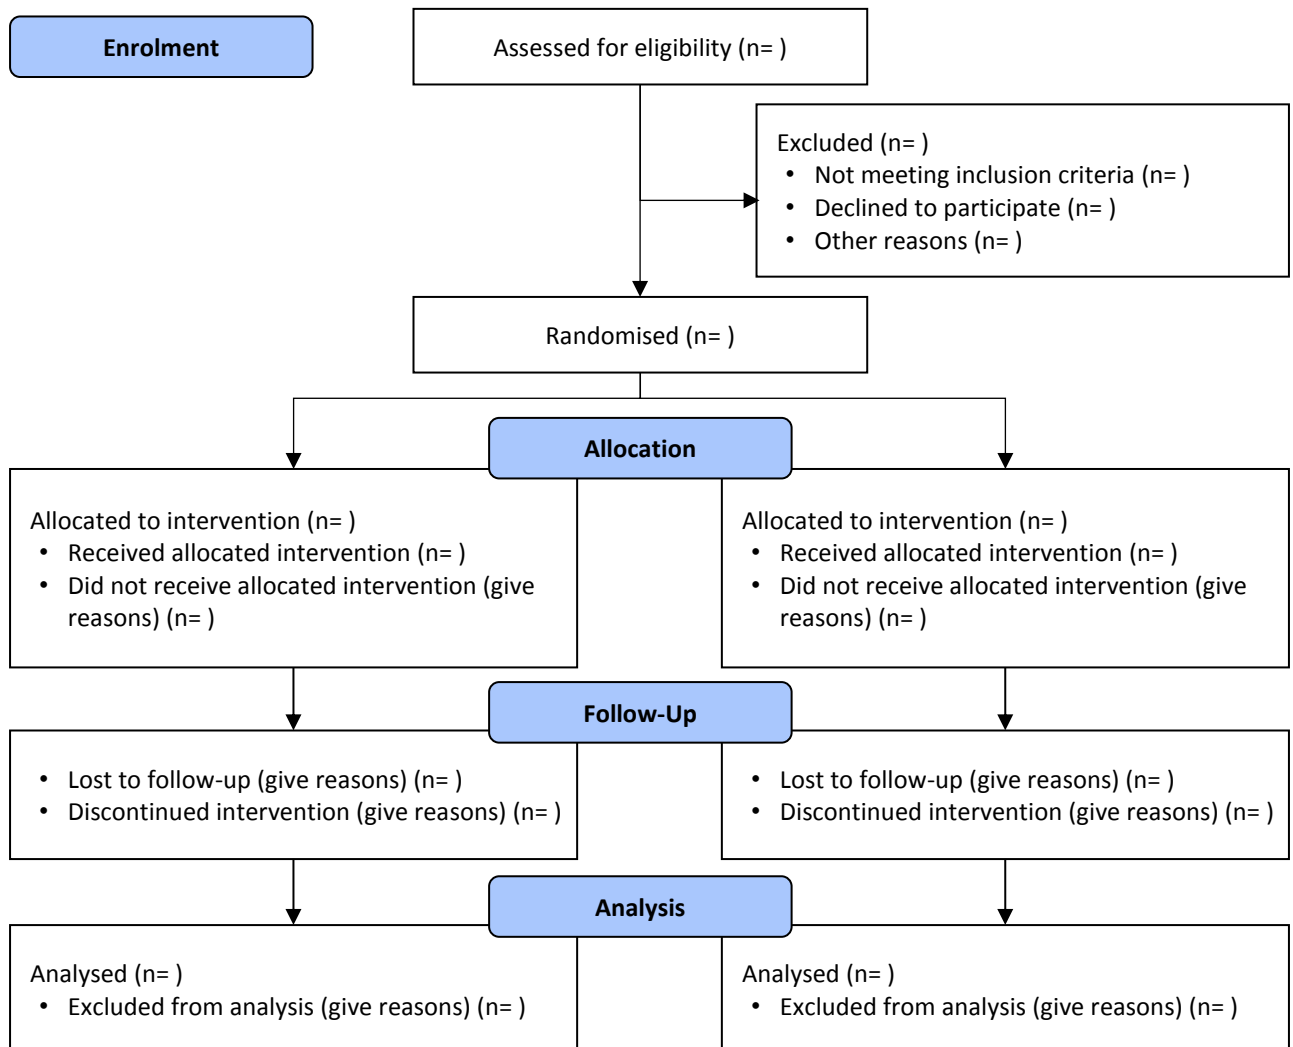 Enrolment
Assessed for eligibility (n= )
Excluded (n= )
• Not meeting inclusion criteria (n= )
• Declined to participate (n= )
• Other reasons (n= )
Randomised (n= )
Allocation
Allocated to intervention (n= )
• Received allocated intervention (n= )
• Did not receive allocated intervention (give
reasons) (n= )
Allocated to intervention (n= )
• Received allocated intervention (n= )
• Did not receive allocated intervention (give
reasons) (n= )
Follow-Up
• Lost to follow-up (give reasons) (n= )
• Discontinued intervention (give reasons) (n= )
• Lost to follow-up (give reasons) (n= )
• Discontinued intervention (give reasons) (n= )
Analysis
Analysed (n= )
• Excluded from analysis (give reasons) (n= )
Analysed (n= )
• Excluded from analysis (give reasons) (n= )